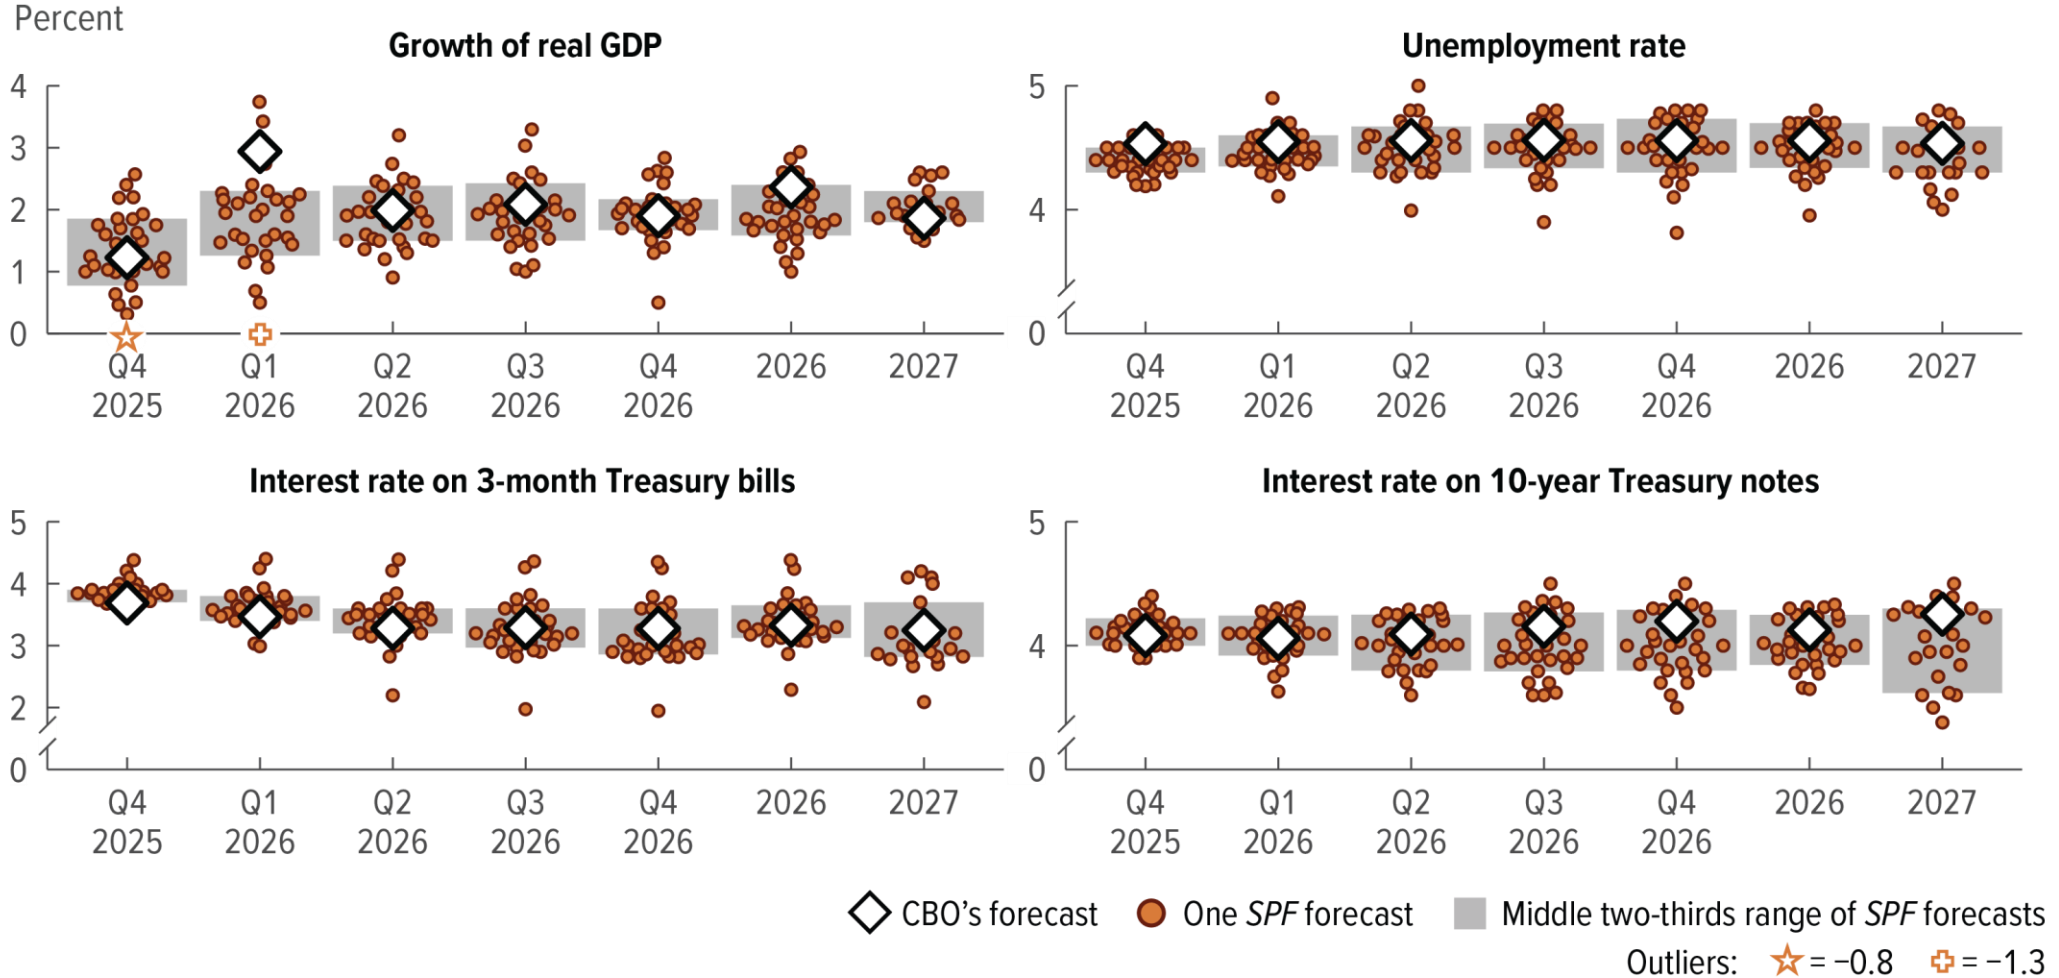 Percent
Growth of real GDP
4
3
2
1
0
Q4 Q1 Q2 Q3 Q4 2026 2027
2025 2026 2026 2026 2026
Unemployment rate
5
4
0
Q4 Q1 Q2 Q3 Q4 2026 2027
2025 2026 2026 2026 2026
Interest rate on 3-month Treasury bills
5
4
3
2
0
Q4 Q1 Q2 Q3 Q4 2026 2027
2025 2026 2026 2026 2026
Interest rate on 10-year Treasury notes
5
4
0
Q4 Q1 Q2 Q3 Q4 2026 2027
2025 2026 2026 2026 2026
CBO’s forecast One SPF forecast Middle two-thirds range of SPF forecasts
Outliers: = −0.8 = −1.3